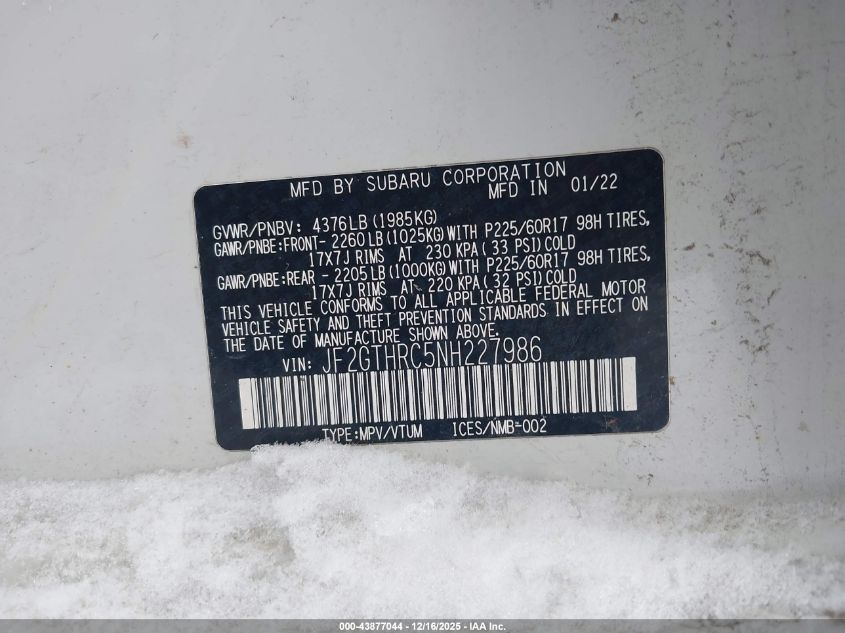 MFD BY SUBARU CORPORATION
MFD IN 01/22
GVWR/PNBV: 4376LB(1985KG)
GAWR/PNBE:FRONT- 2260LB(1025KG)WITH P225/60R17 98H TIRES,
17X7J RIMS AT 230 KPA( 33 PSI)COLD
GAWR/PNBE:REAR - 2205LB(1000KG)WITH P225/60R17 98H TIRES,
17X7J RIMS AT 220 KPA( 32 PSI)COLD
THIS VEHICLE CONFORMS TO ALL APPLICABLE FEDERAL MOTOR
VEHICLE SAFETY AND THEFT PREVENTION STANDARDS IN EFFECT ON
THE DATE OF MANUFACTURE SHOWN ABOVE.
VIN: JF2GTHRC5NH227986
TYPE:MPV/VTUM ICES/NMB-002
000-43877044 - 12/16/2025 - IAA Inc.